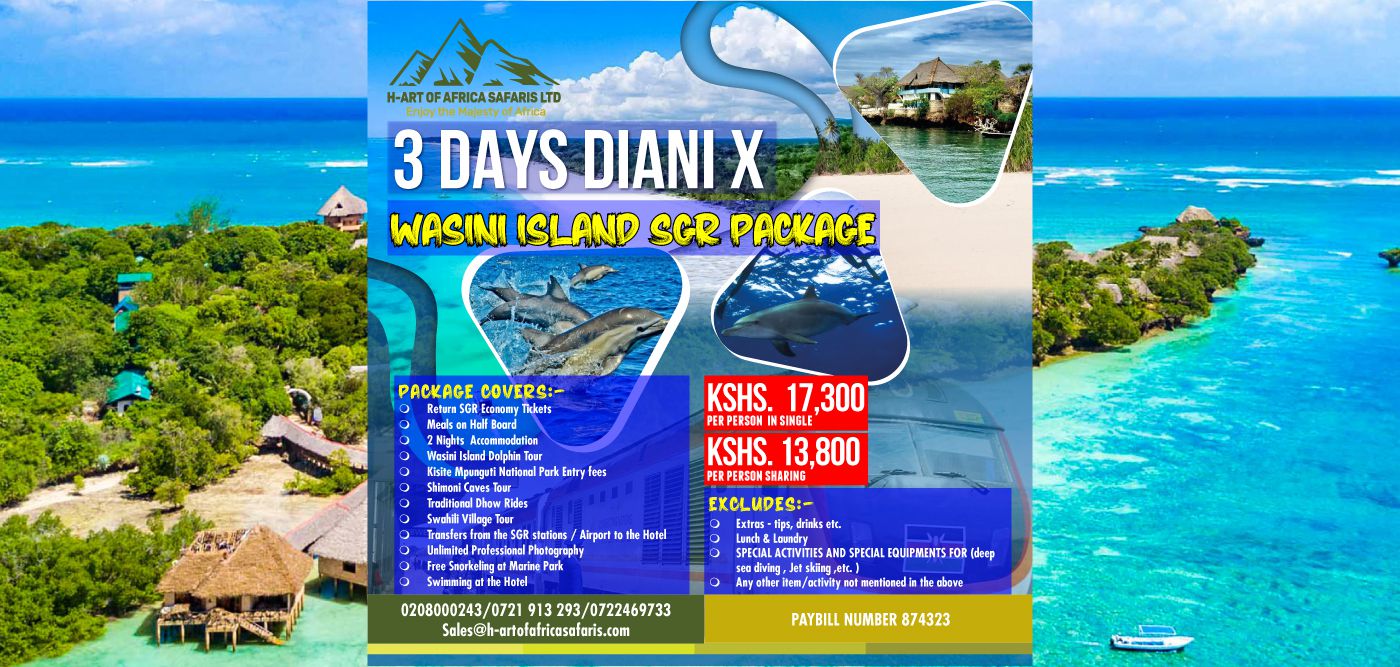 H-ART OF AFRICA SAFARIS LTD
Enjoy the Majesty of Africa
3 DAYS DIANI X
WASINI ISLAND SGR PACKAGE
PACKAGE COVERS:-
Return SGR Economy Tickets
Meals on Half Board
2 Nights Accommodation
Wasini Island Dolphin Tour
Kisite Mpunguti National Park Entry fees
Shimoni Caves Tour
Traditional Dhow Rides
Swahili Village Tour
Transfers from the SGR stations / Airport to the Hotel
Unlimited Professional Photography
Free Snorkeling at Marine Park
Swimming at the Hotel
KSHS. 17,300
PER PERSON IN SINGLE
KSHS. 13,800
PER PERSON SHARING
EXCLUDES:-
Extras - tips, drinks etc.
Lunch & Laundry
SPECIAL ACTIVITIES AND SPECIAL EQUIPMENTS FOR (deep
sea diving , Jet skiing ,etc. )
Any other item/activity not mentioned in the above
0208000243/0721 913 293/0722469733
Sales@h-artofafricasafaris.com
PAYBILL NUMBER 874323